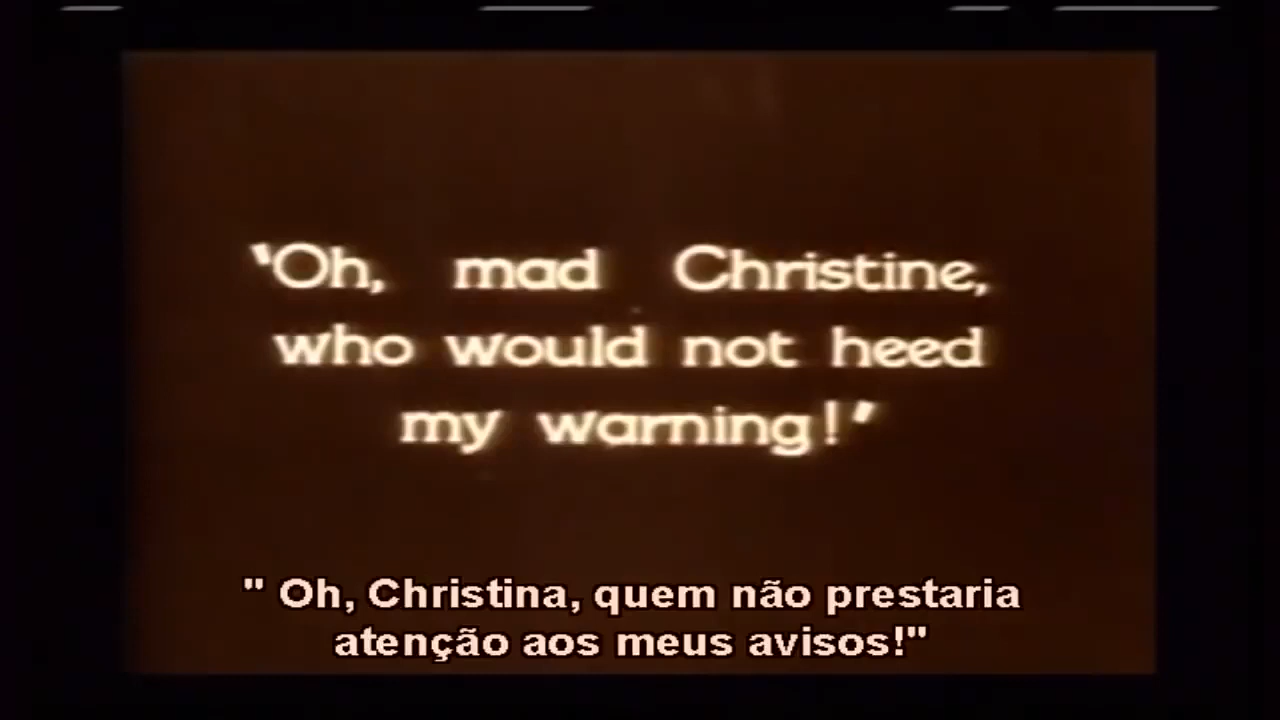 'Oh, mad Christine,
who would not heed
my warning!'
" Oh, Christina, quem não prestaria
atenção aos meus avisos!"